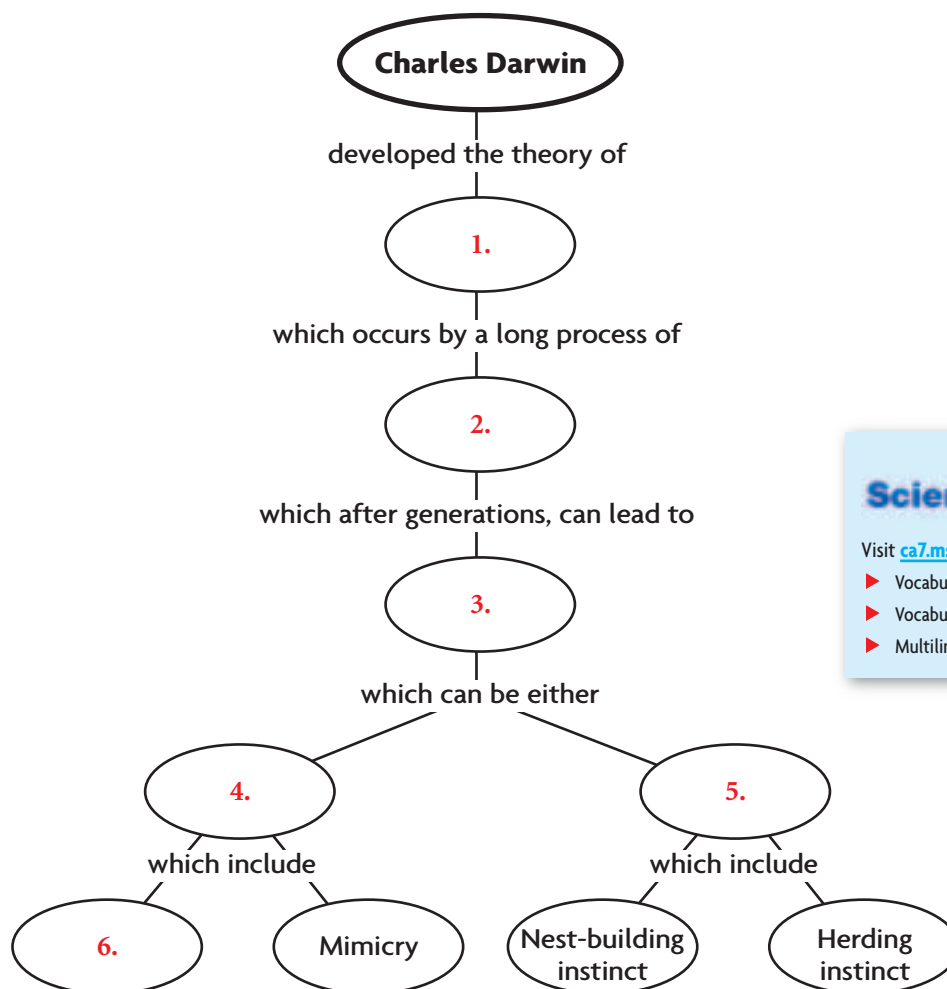 Charles Darwin
developed the theory of
1.
which occurs by a long process of
2.
which after generations, can lead to
3.
which can be either
4.
5.
which include
which include
6.
Mimicry
Nest-building
instinct
Herding
instinct
Visit